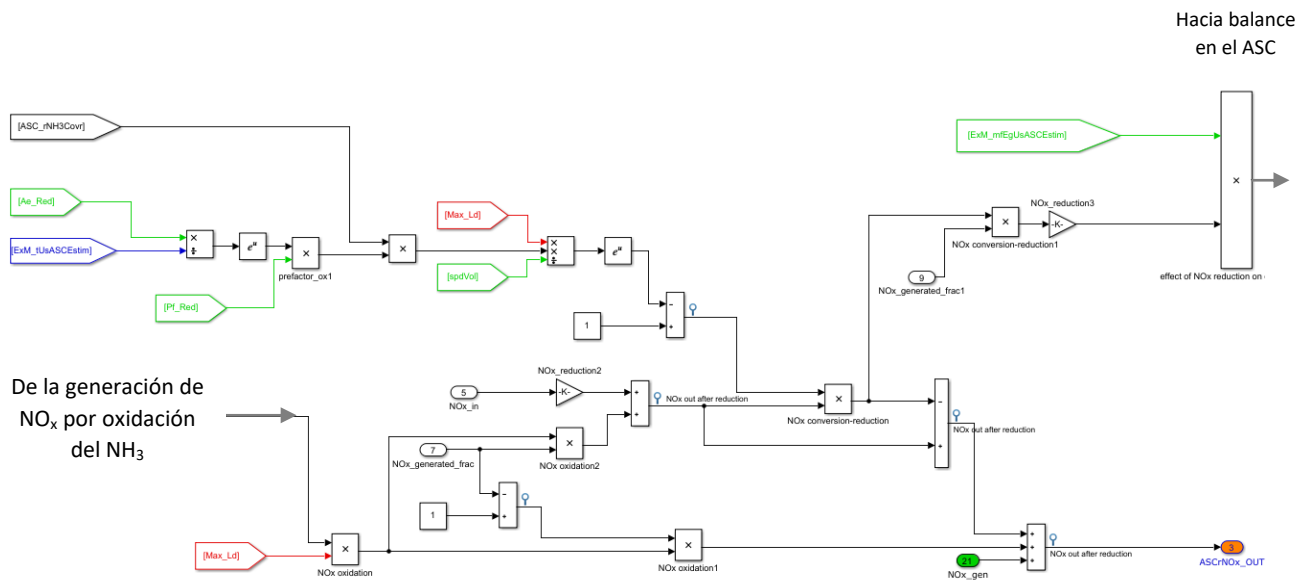 Hacia balance
en el ASC
[ASC_rNH3Covr]
[ExM_mfEgUsASCEstim]
[Ae_Red]
[Max_Ld]
NOx_reduction3
×
×
÷
eᵘ
×
×
×
×
÷
eᵘ
×
-K-
[ExM_tUsASCEstim]
prefactor_ox1
[spdVol]
NOx conversion-reduction1
9
NOx_generated_frac1
effect of NOx reduction on
[Pf_Red]
−
+
1
De la generación de
NOₓ por oxidación
del NH₃
NOx_reduction2
5
-K-
NOx_in
+
+
NOx out after reduction
×
NOx conversion-reduction
−
+
NOx out after reduction
7
NOx_generated_frac
×
NOx oxidation2
−
+
1
[Max_Ld]
×
NOx oxidation
×
NOx oxidation1
+
+
+
NOx out after reduction
21
NOx_gen
3
ASCrNOx_OUT